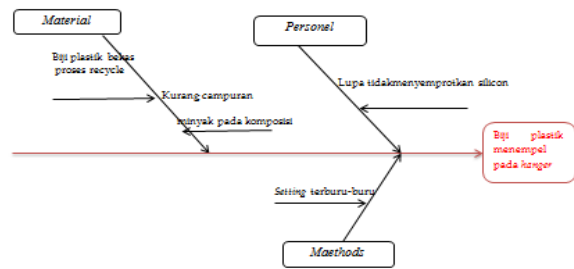 Material
Personel
Biji plastik bekas
proses recycle
Lupa tidakmenyemprotkan silicon
Kurang campuran
minyak pada komposisi
Biji plastik
menempel
pada hanger
Setting terburu-buru
Maethods